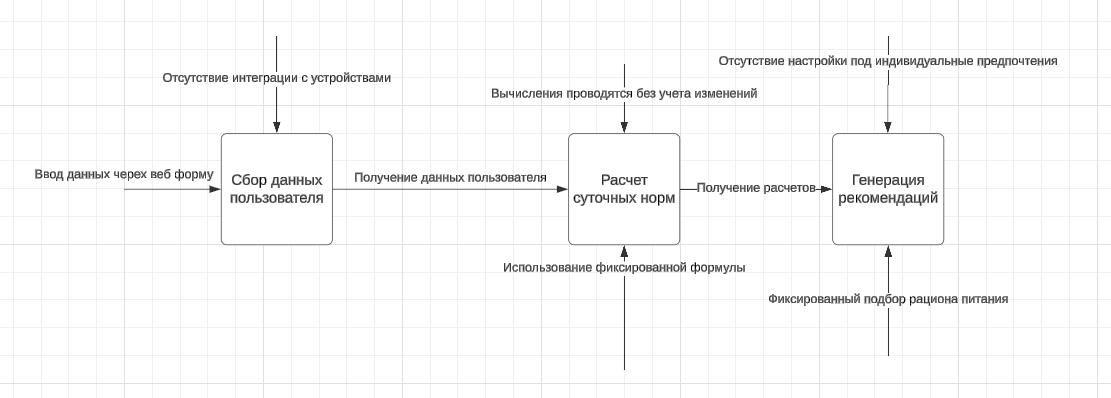 Отсутствие интеграции с устройствами
Вычисления проводятся без учета изменений
Отсутствие настройки под индивидуальные предпочтения
Ввод данных черех веб форму
Сбор данных
пользователя
Получение данных пользователя
Расчет
суточных норм
Получение расчетов
Генерация
рекомендаций
Использование фиксированной формулы
Фиксированный подбор рациона питания